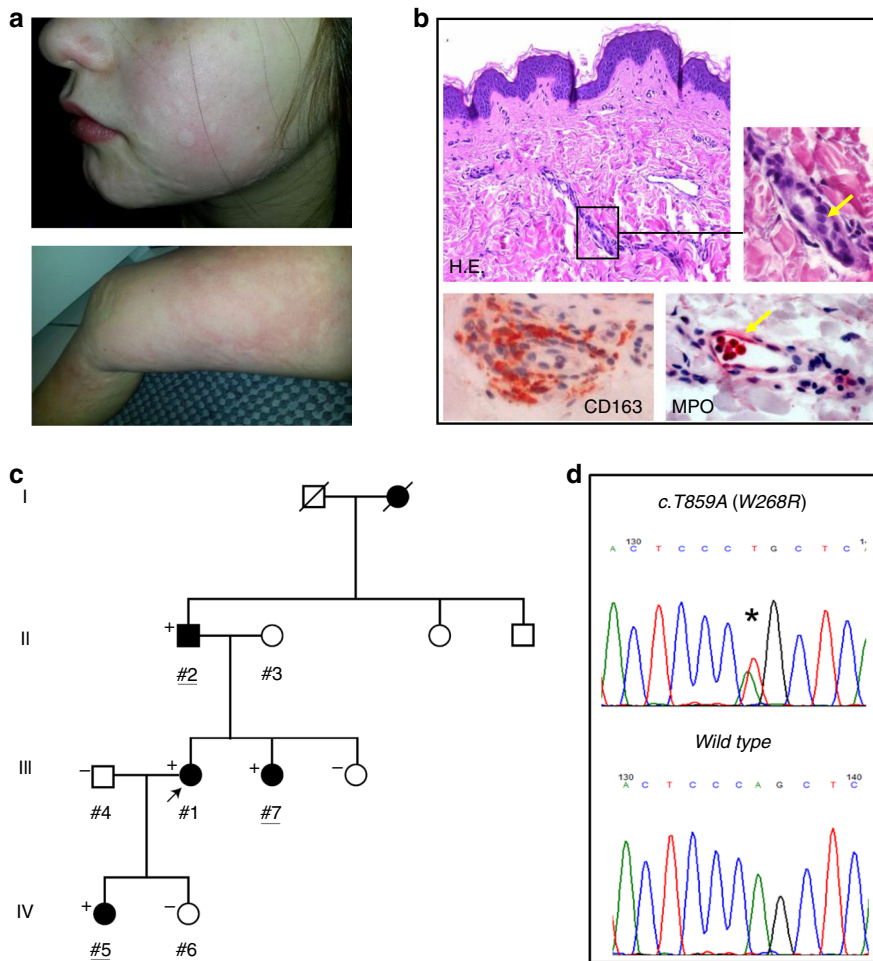 a
b
H.E.
CD163
MPO
c
I
II
+
#2
#3
III
–
+
+
–
#4
#1
#7
IV
+
–
#5
#6
d
c.T859A (W268R)
130
A C T C C C T G C T C
*
Wild type
130 140
A C T C C C A G C T C